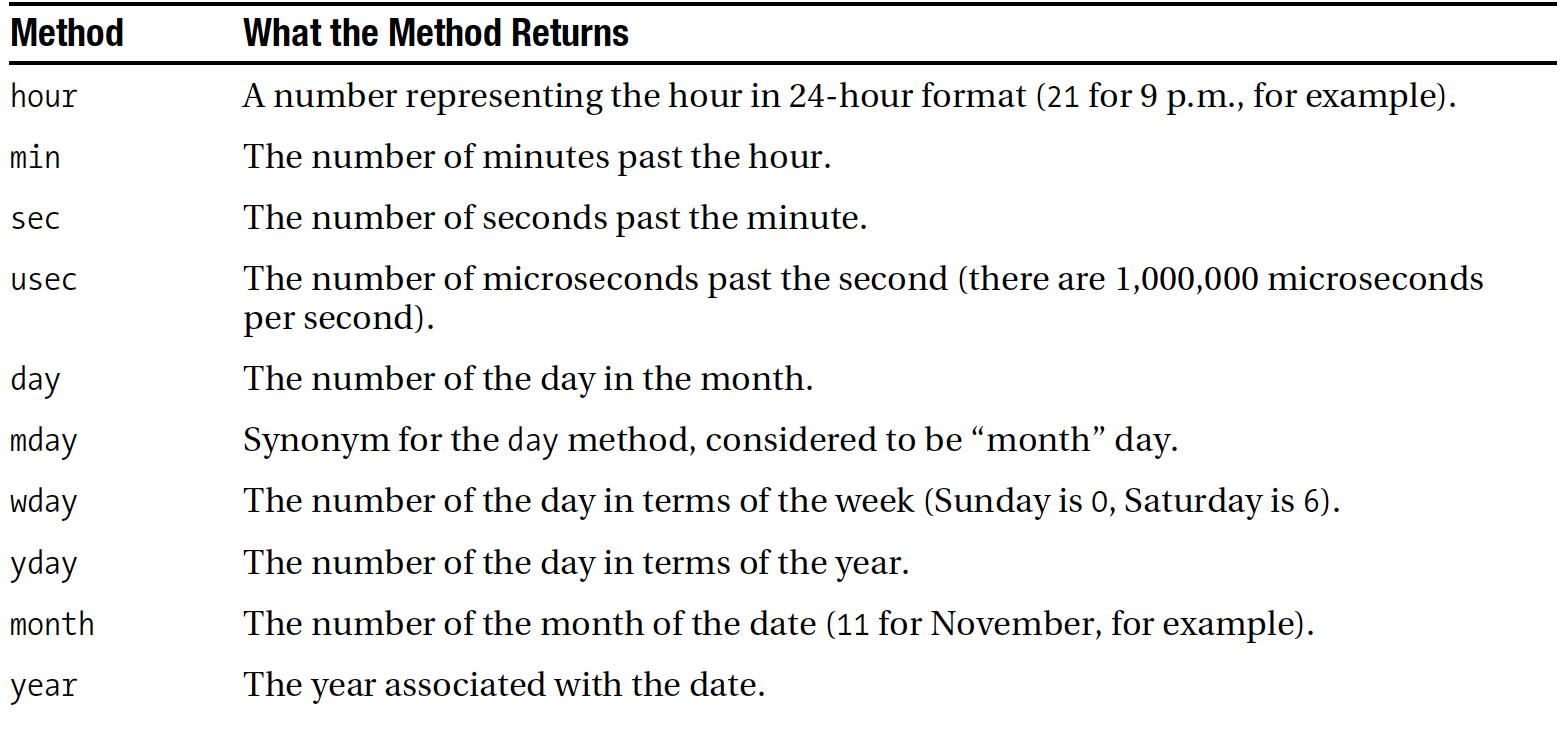 Method What the Method Returns
hour A number representing the hour in 24-hour format (21 for 9 p.m., for example).
min The number of minutes past the hour.
sec The number of seconds past the minute.
usec The number of microseconds past the second (there are 1,000,000 microseconds
per second).
day The number of the day in the month.
mday Synonym for the day method, considered to be “month” day.
wday The number of the day in terms of the week (Sunday is 0, Saturday is 6).
yday The number of the day in terms of the year.
month The number of the month of the date (11 for November, for example).
year The year associated with the date.